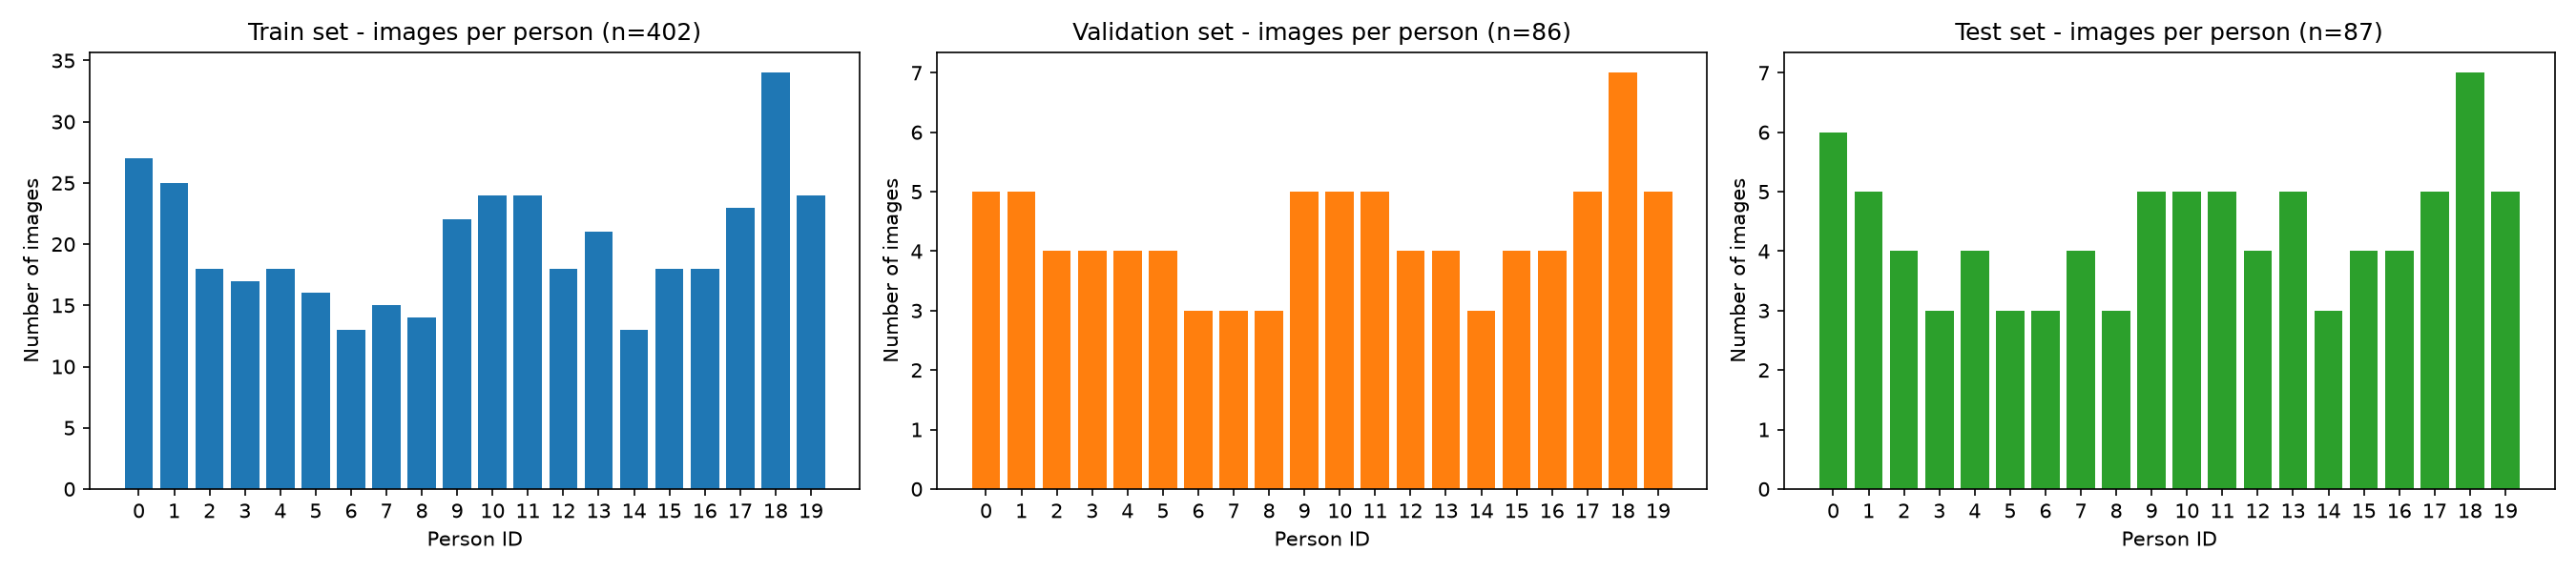 Train set - images per person (n=402)
35
30
25
20
15
10
5
0
Number of images
0 1 2 3 4 5 6 7 8 9 10 11 12 13 14 15 16 17 18 19
Person ID
Validation set - images per person (n=86)
7
6
5
4
3
2
1
0
Number of images
0 1 2 3 4 5 6 7 8 9 10 11 12 13 14 15 16 17 18 19
Person ID
Test set - images per person (n=87)
7
6
5
4
3
2
1
0
Number of images
0 1 2 3 4 5 6 7 8 9 10 11 12 13 14 15 16 17 18 19
Person ID